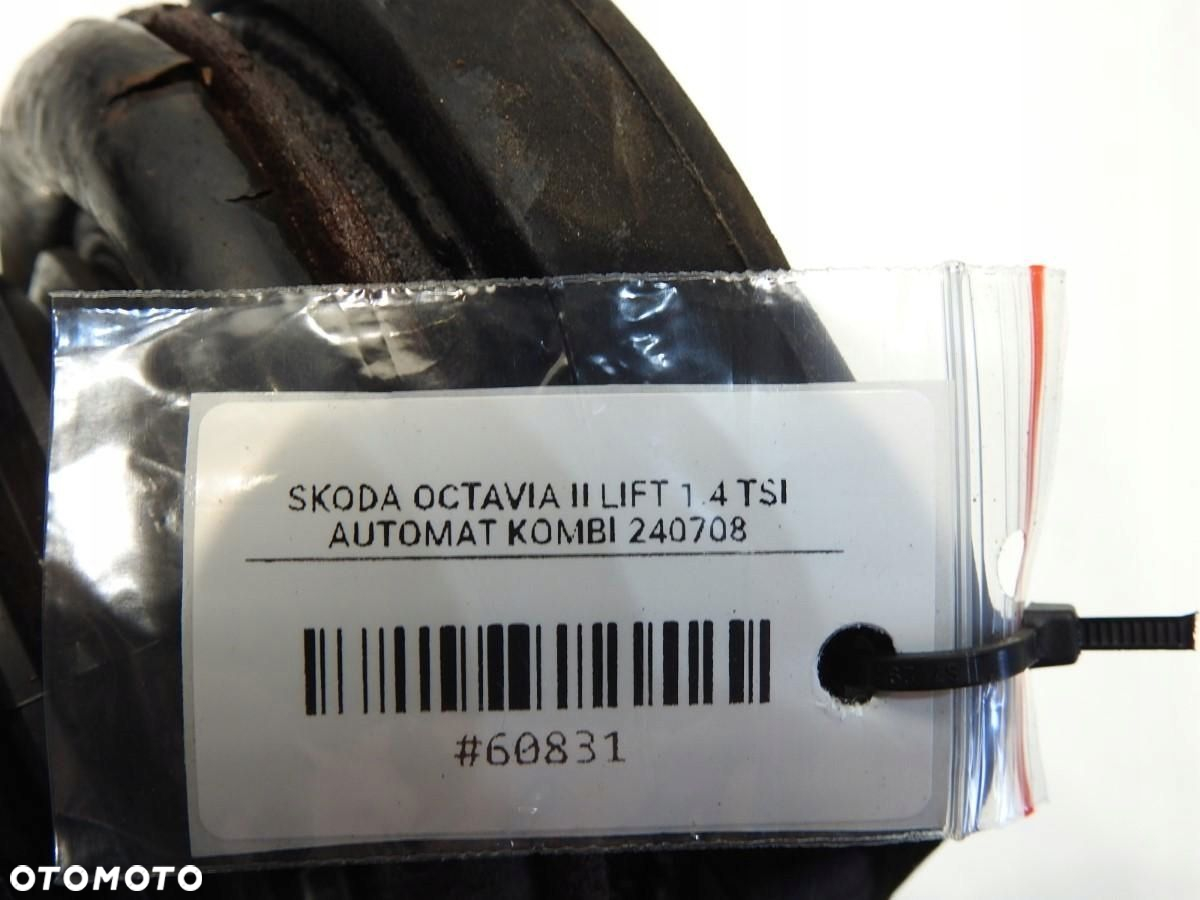 SKODA OCTAVIA II LIFT 1.4 TSI
AUTOMAT KOMBI 240708
#60831
OTOMOTO